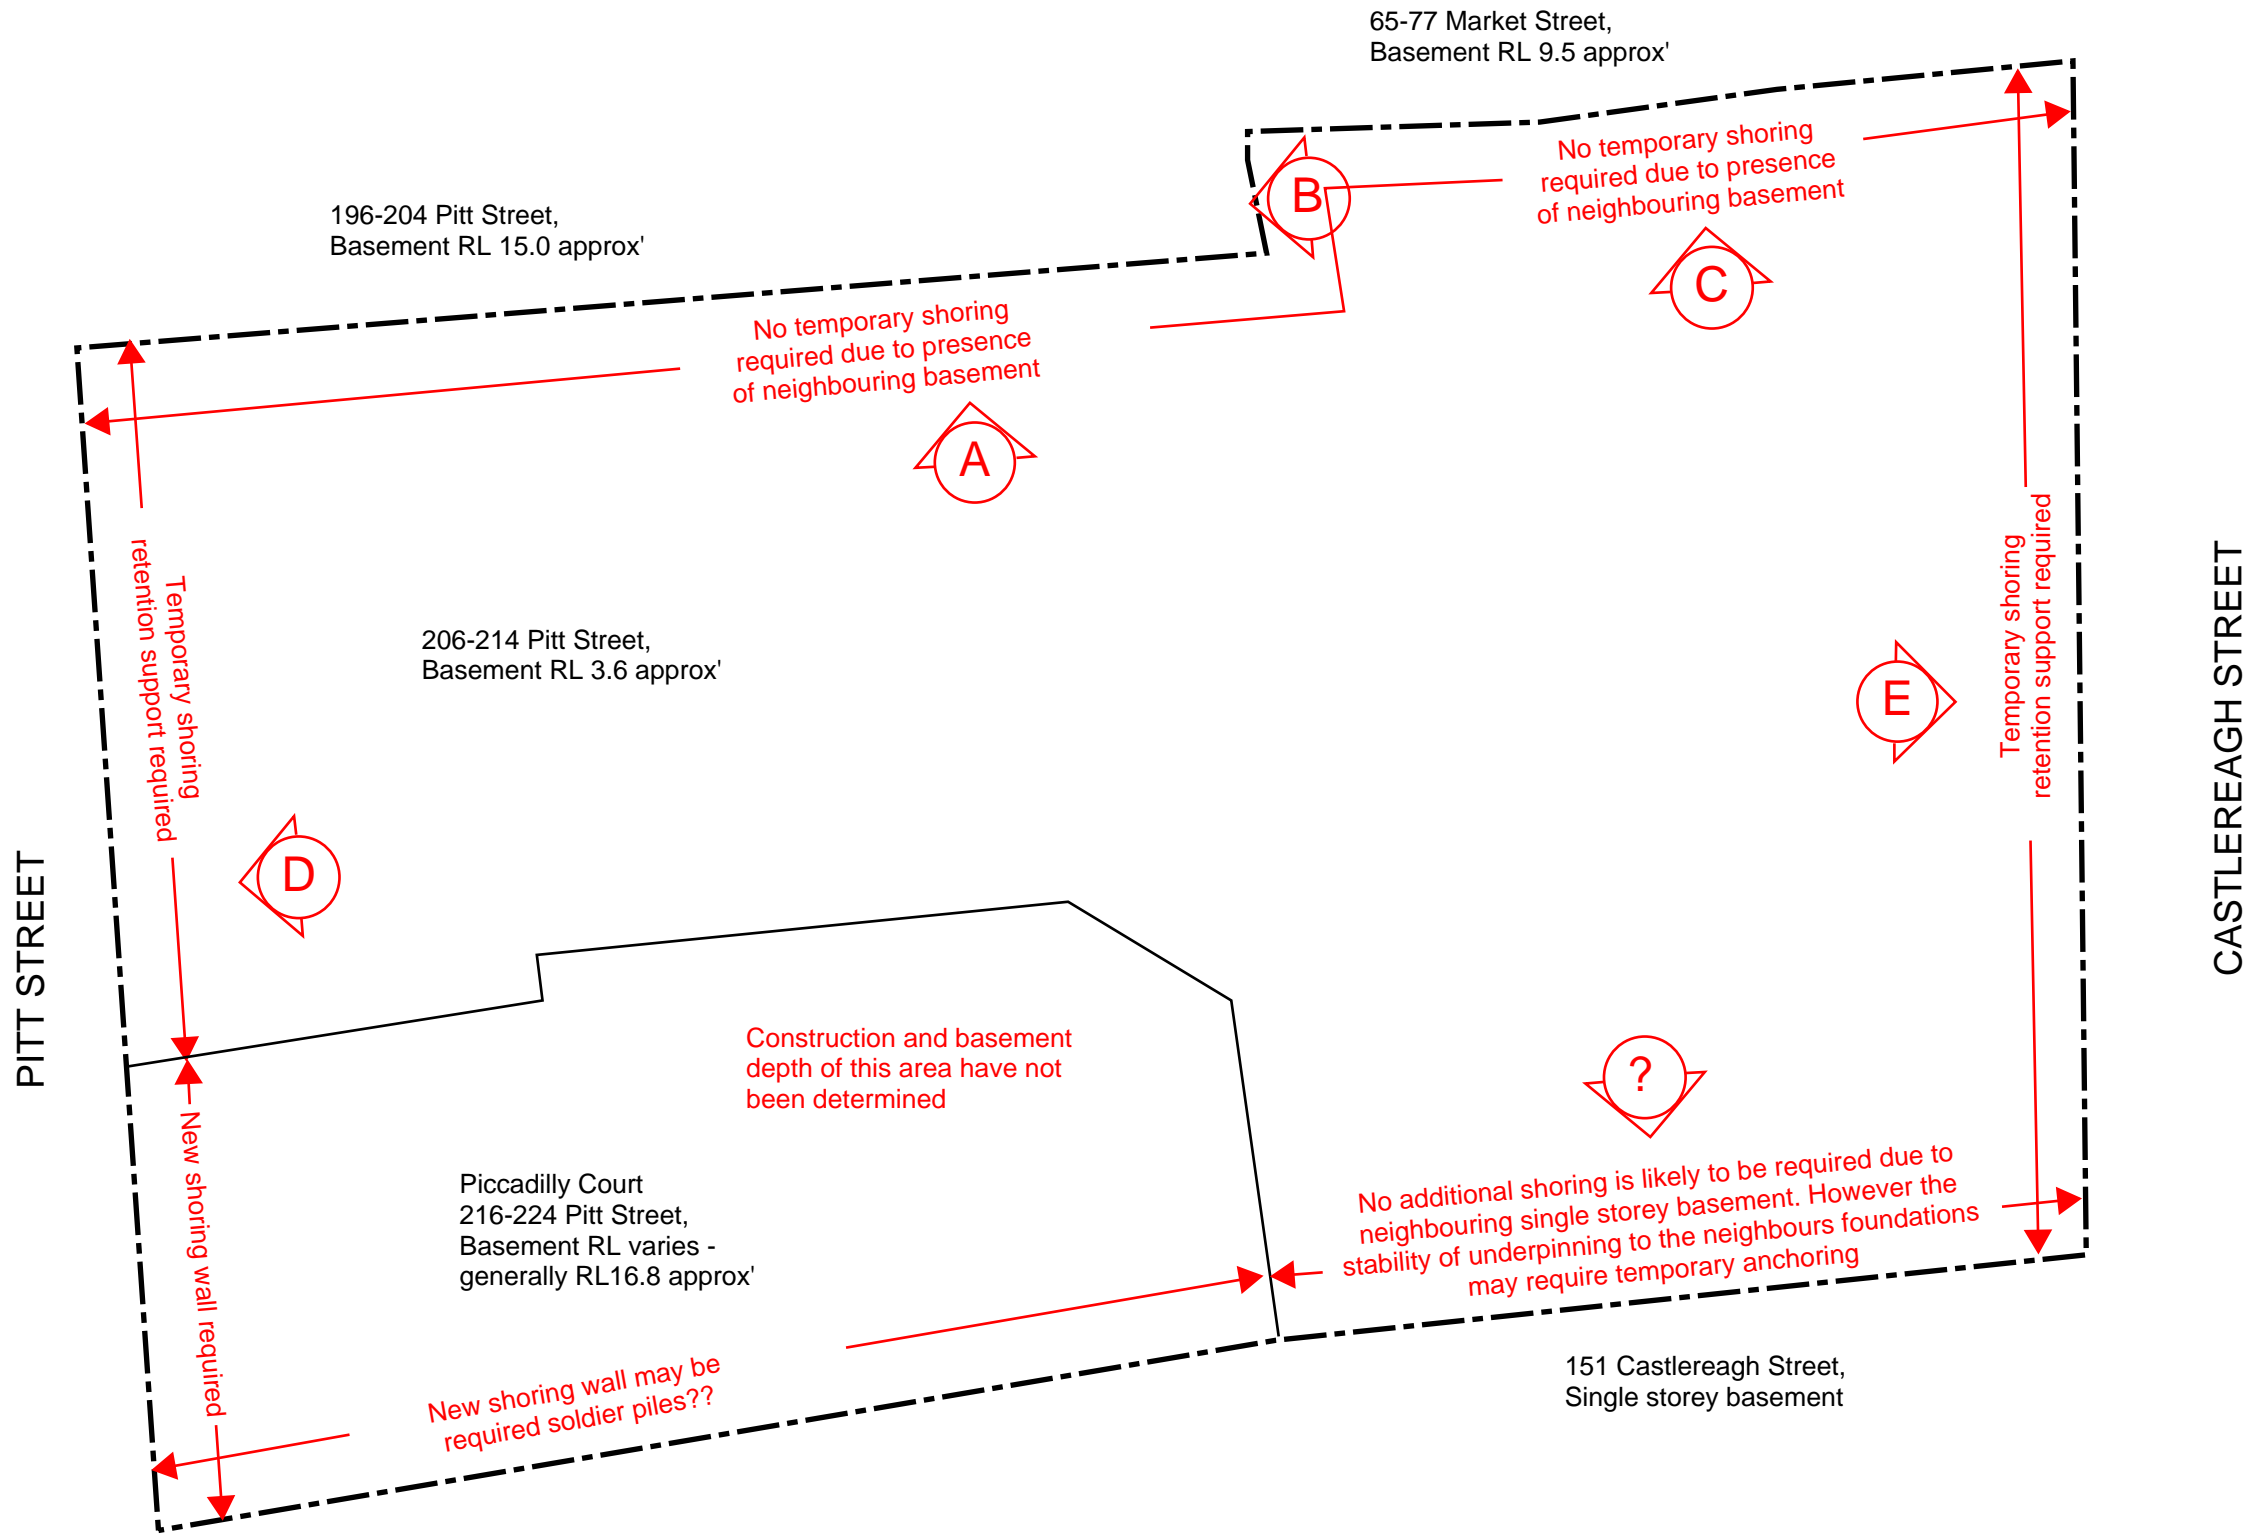 65-77 Market Street,
Basement RL 9.5 approx'
No temporary shoring
required due to presence
of neighbouring basement
B
C
196-204 Pitt Street,
Basement RL 15.0 approx'
No temporary shoring
required due to presence
of neighbouring basement
A
Temporary shoring
retention support required
206-214 Pitt Street,
Basement RL 3.6 approx'
D
E
Temporary shoring
retention support required
PITT STREET
CASTLEREAGH STREET
Construction and basement
depth of this area have not
been determined
?
New shoring wall required
Piccadilly Court
216-224 Pitt Street,
Basement RL varies -
generally RL16.8 approx'
No additional shoring is likely to be required due to
neighbouring single storey basement. However the
stability of underpinning to the neighbours foundations
may require temporary anchoring
New shoring wall may be
required soldier piles??
151 Castlereagh Street,
Single storey basement